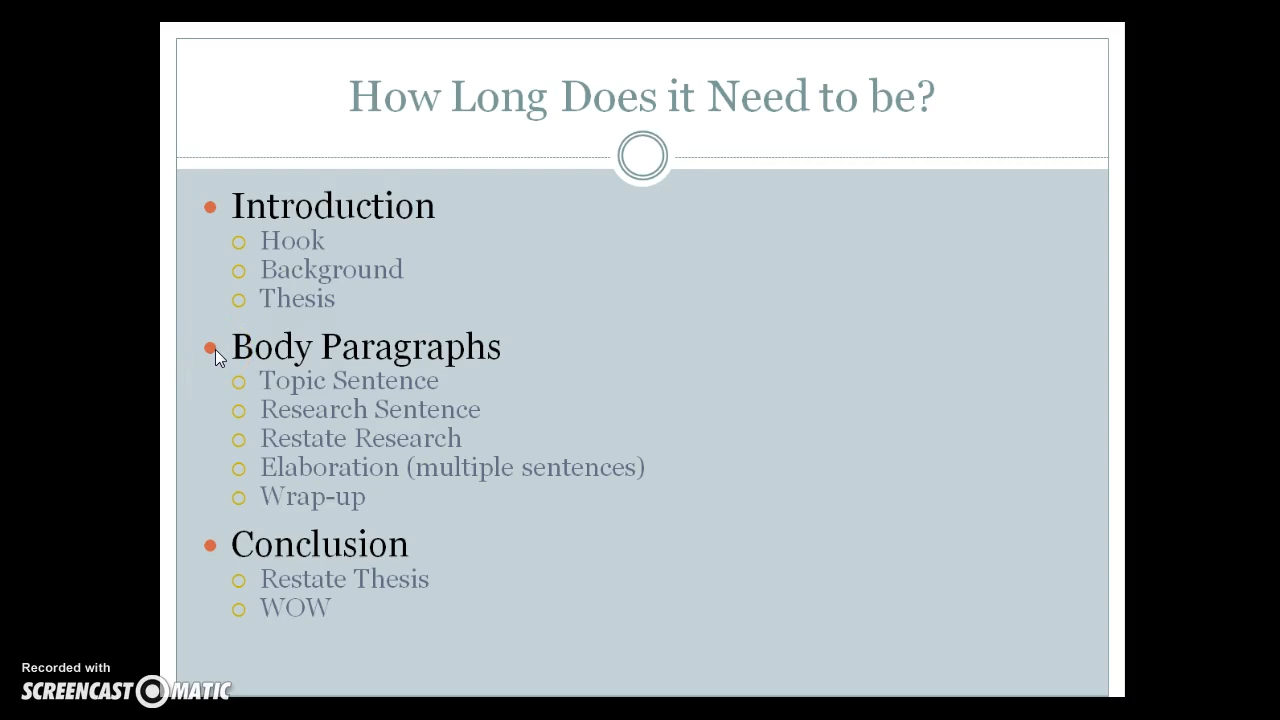 How Long Does it Need to be?
Introduction
Hook
Background
Thesis
Body Paragraphs
Topic Sentence
Research Sentence
Restate Research
Elaboration (multiple sentences)
Wrap-up
Conclusion
Restate Thesis
WOW
Recorded with
SCREENCAST O MATIC